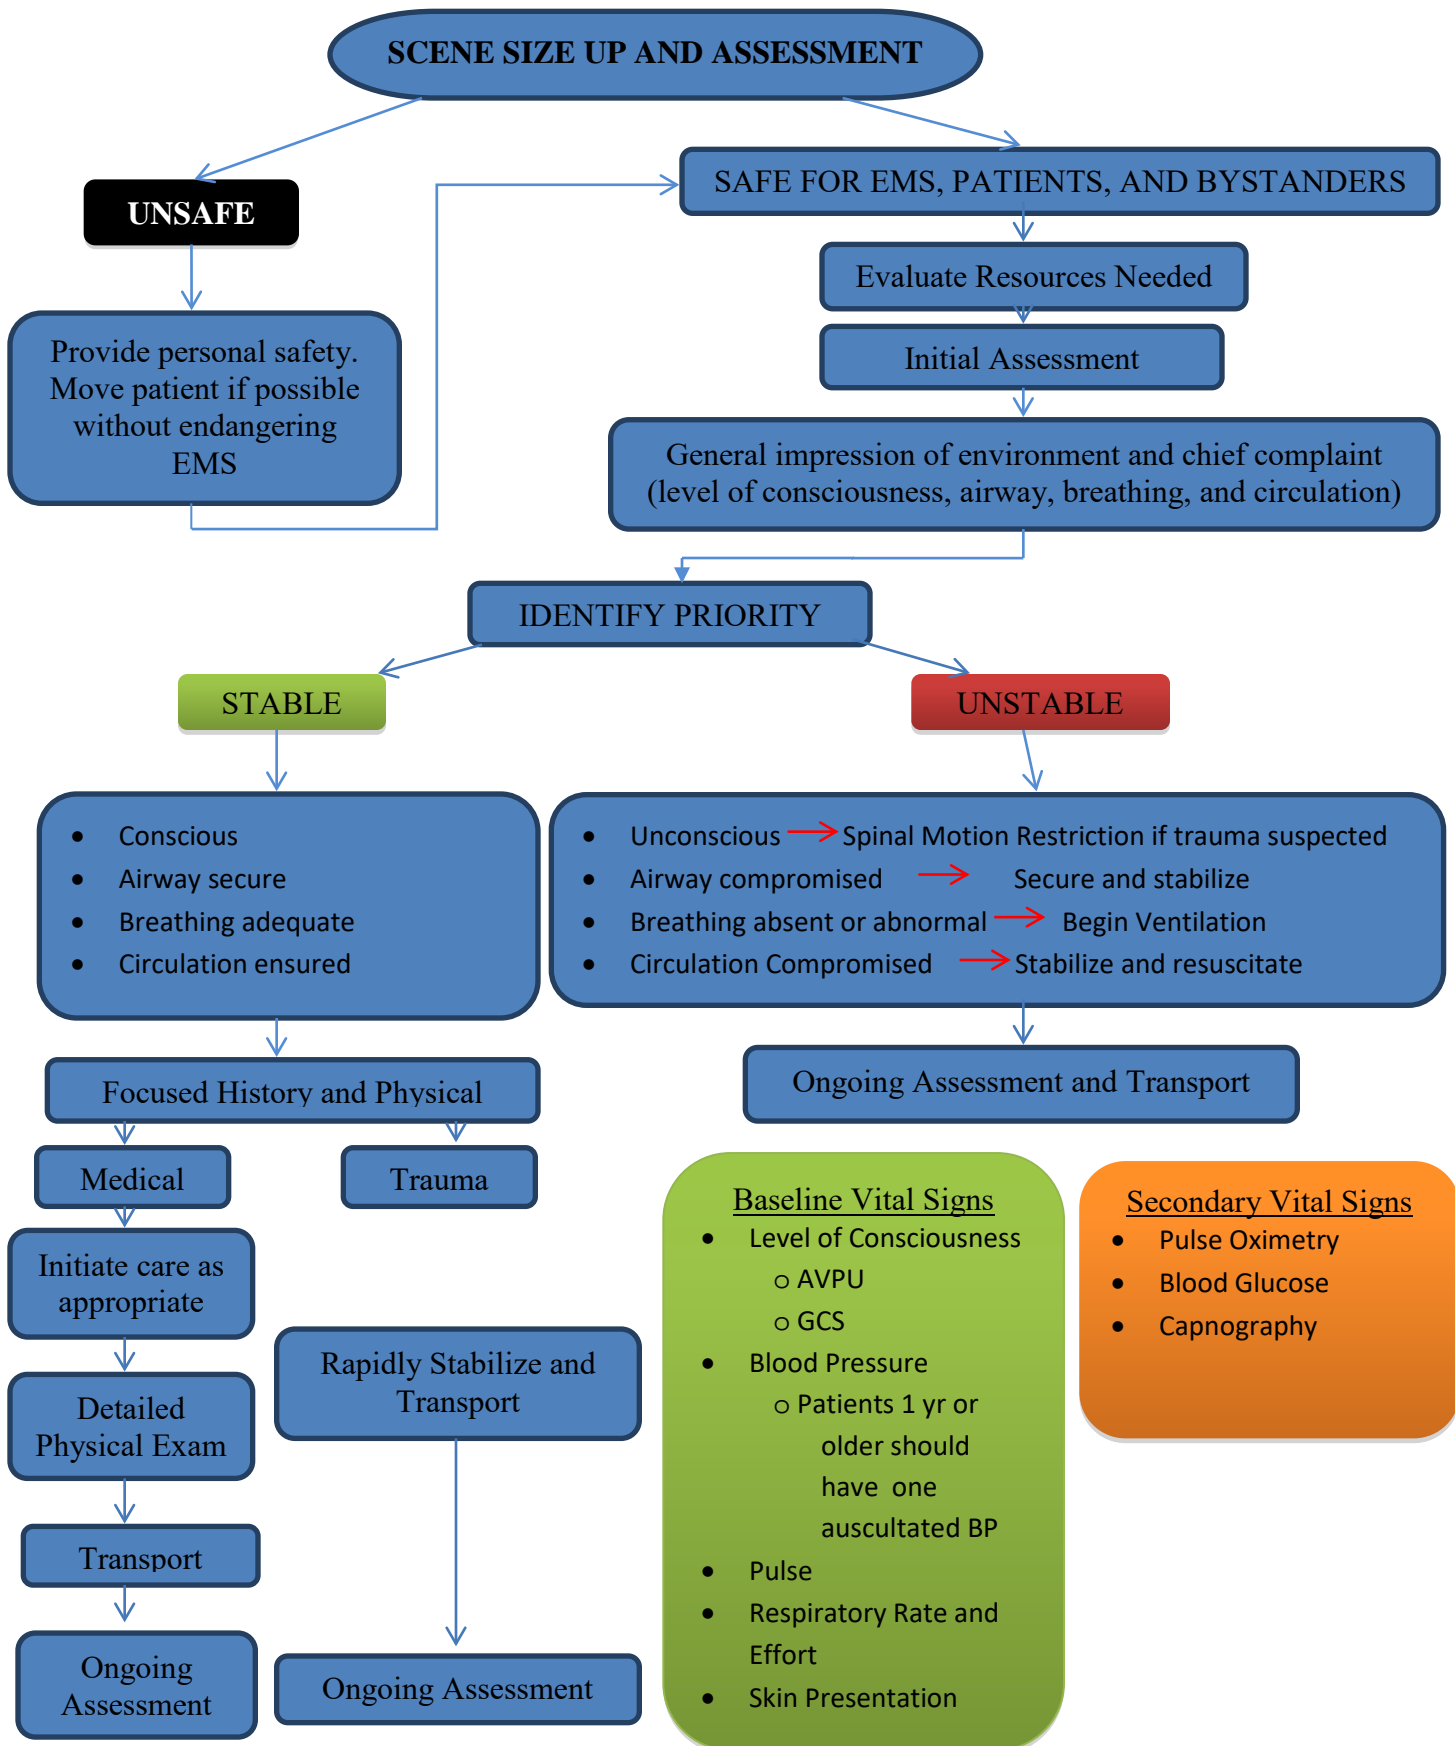 SCENE SIZE UP AND ASSESSMENT
UNSAFE
SAFE FOR EMS, PATIENTS, AND BYSTANDERS
Evaluate Resources Needed
Provide personal safety.
Move patient if possible
without endangering
EMS
Initial Assessment
General impression of environment and chief complaint
(level of consciousness, airway, breathing, and circulation)
IDENTIFY PRIORITY
STABLE
UNSTABLE
• Conscious
• Airway secure
• Breathing adequate
• Circulation ensured
• Unconscious → Spinal Motion Restriction if trauma suspected
• Airway compromised → Secure and stabilize
• Breathing absent or abnormal → Begin Ventilation
• Circulation Compromised → Stabilize and resuscitate
Focused History and Physical
Ongoing Assessment and Transport
Medical
Trauma
Initiate care as
appropriate
Detailed
Physical Exam
Transport
Ongoing
Assessment
Rapidly Stabilize and
Transport
Ongoing Assessment
Baseline Vital Signs
• Level of Consciousness
o AVPU
o GCS
• Blood Pressure
o Patients 1 yr or
older should
have one
auscultated BP
• Pulse
• Respiratory Rate and
Effort
• Skin Presentation
Secondary Vital Signs
• Pulse Oximetry
• Blood Glucose
• Capnography